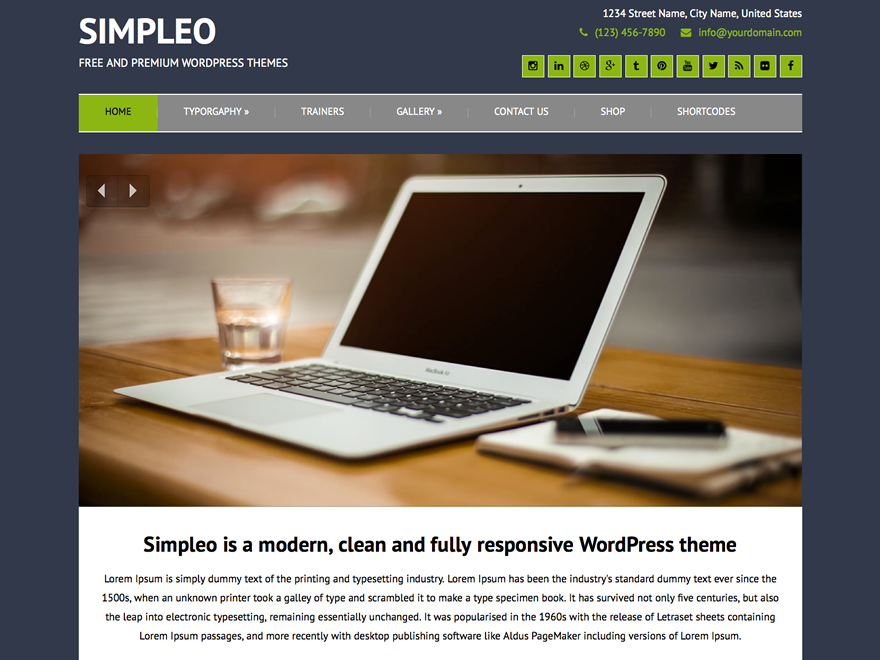 SIMPLEO
FREE AND PREMIUM WORDPRESS THEMES
1234 Street Name, City Name, United States
(123) 456-7890 info@yourdomain.com
HOME TYPORGAPHY » TRAINERS GALLERY » CONTACT US SHOP SHORTCODES
MacBook Air
Simpleo is a modern, clean and fully responsive WordPress theme
Lorem Ipsum is simply dummy text of the printing and typesetting industry. Lorem Ipsum has been the industry's standard dummy text ever since the
1500s, when an unknown printer took a galley of type and scrambled it to make a type specimen book. It has survived not only five centuries, but also
the leap into electronic typesetting, remaining essentially unchanged. It was popularised in the 1960s with the release of Letraset sheets containing
Lorem Ipsum passages, and more recently with desktop publishing software like Aldus PageMaker including versions of Lorem Ipsum.